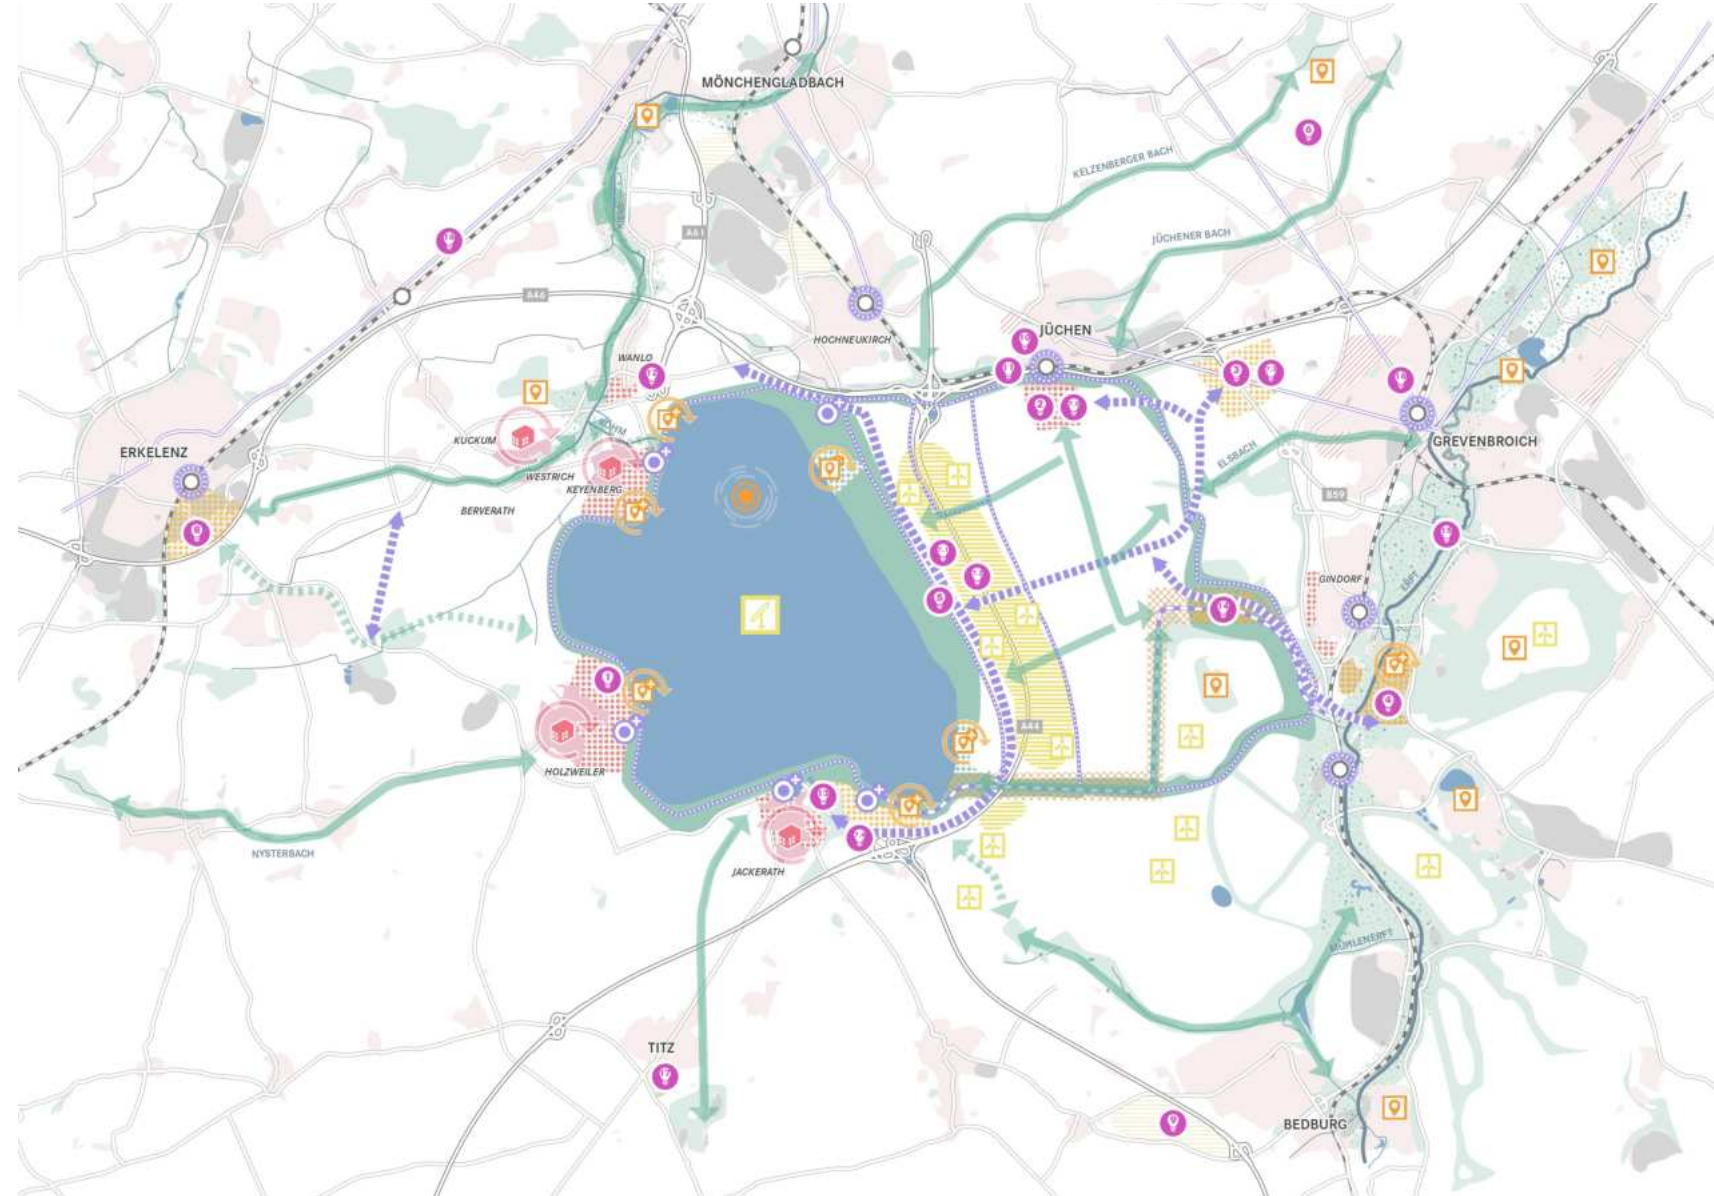 MÖNCHENGLADBACH
KELZENBERGER BACH
JÜCHENER BACH
A61
A46
JÜCHEN
HOCHNEUKIRCH
WANLO
KUCKUM
ERKELENZ
WESTRICH
KEYENBERG
BERVERATH
GREVENBROICH
ELSBACH
B59
GINDORF
ERFT
A44
HOLZWEILER
NYSTERBACH
JACKERATH
MÜHLENERFT
TITZ
BEDBURG